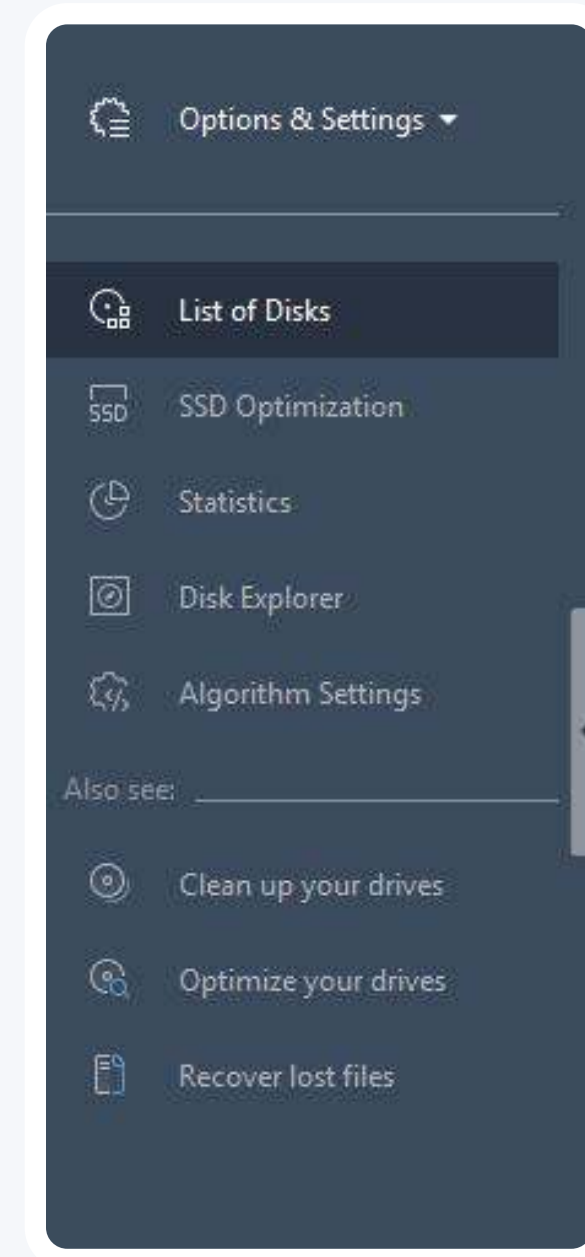 Options & Settings
List of Disks
SSD
SSD Optimization
Statistics
Disk Explorer
Algorithm Settings
Also see:
Clean up your drives
Optimize your drives
Recover lost files